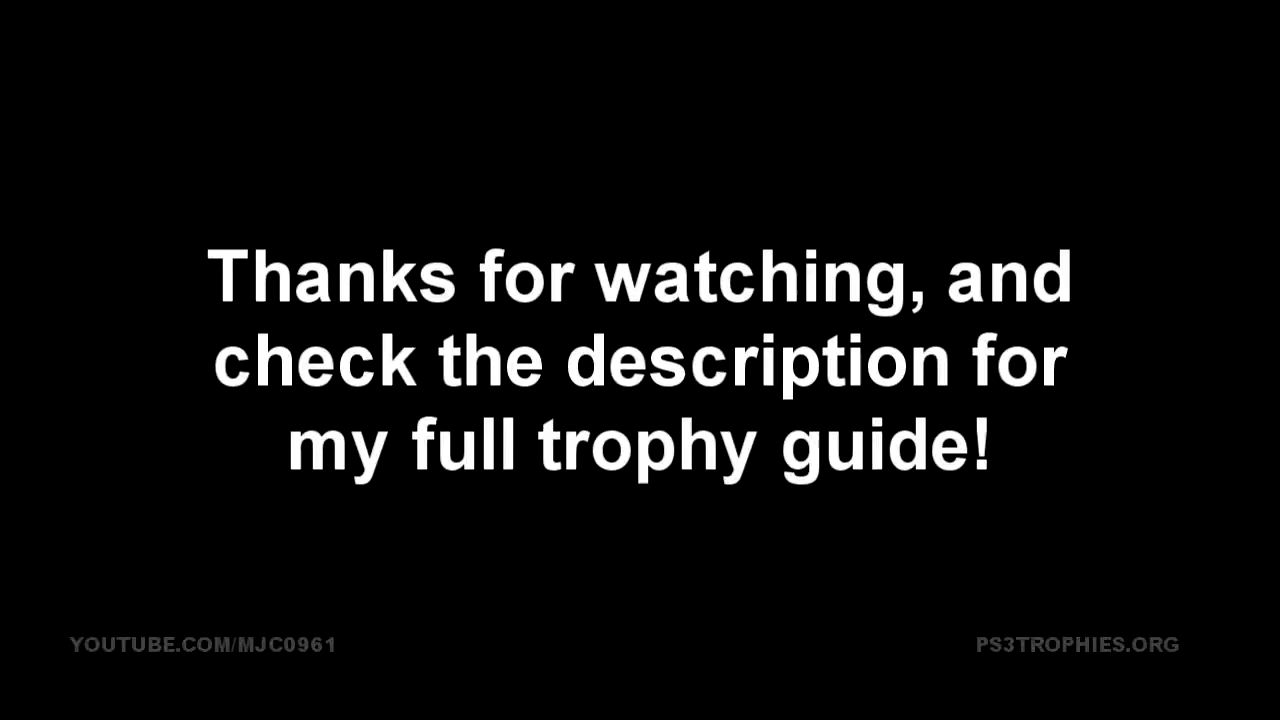 Thanks for watching, and
check the description for
my full trophy guide!
YOUTUBE.COM/MJC0961
PS3TROPHIES.ORG